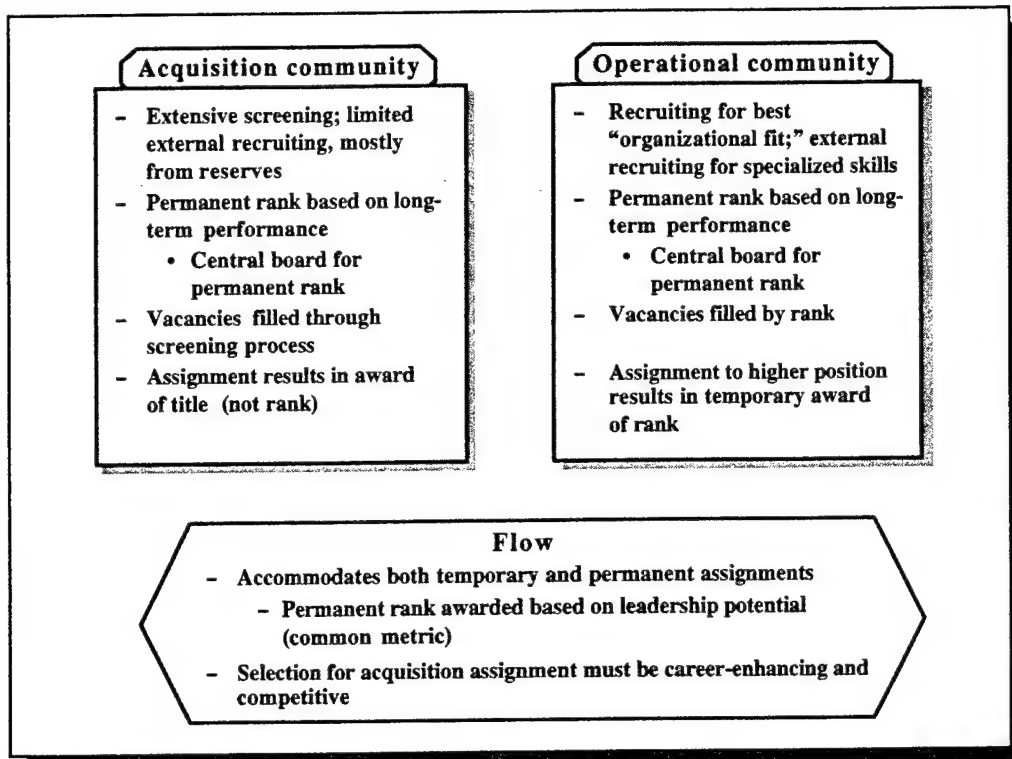 Acquisition community
– Extensive screening; limited
external recruiting, mostly
from reserves
– Permanent rank based on long-
term performance
• Central board for
permanent rank
– Vacancies filled through
screening process
– Assignment results in award
of title (not rank)
Operational community
– Recruiting for best
“organizational fit;” external
recruiting for specialized skills
– Permanent rank based on long-
term performance
• Central board for
permanent rank
– Vacancies filled by rank
– Assignment to higher position
results in temporary award
of rank
Flow
– Accommodates both temporary and permanent assignments
– Permanent rank awarded based on leadership potential
(common metric)
– Selection for acquisition assignment must be career-enhancing and
competitive